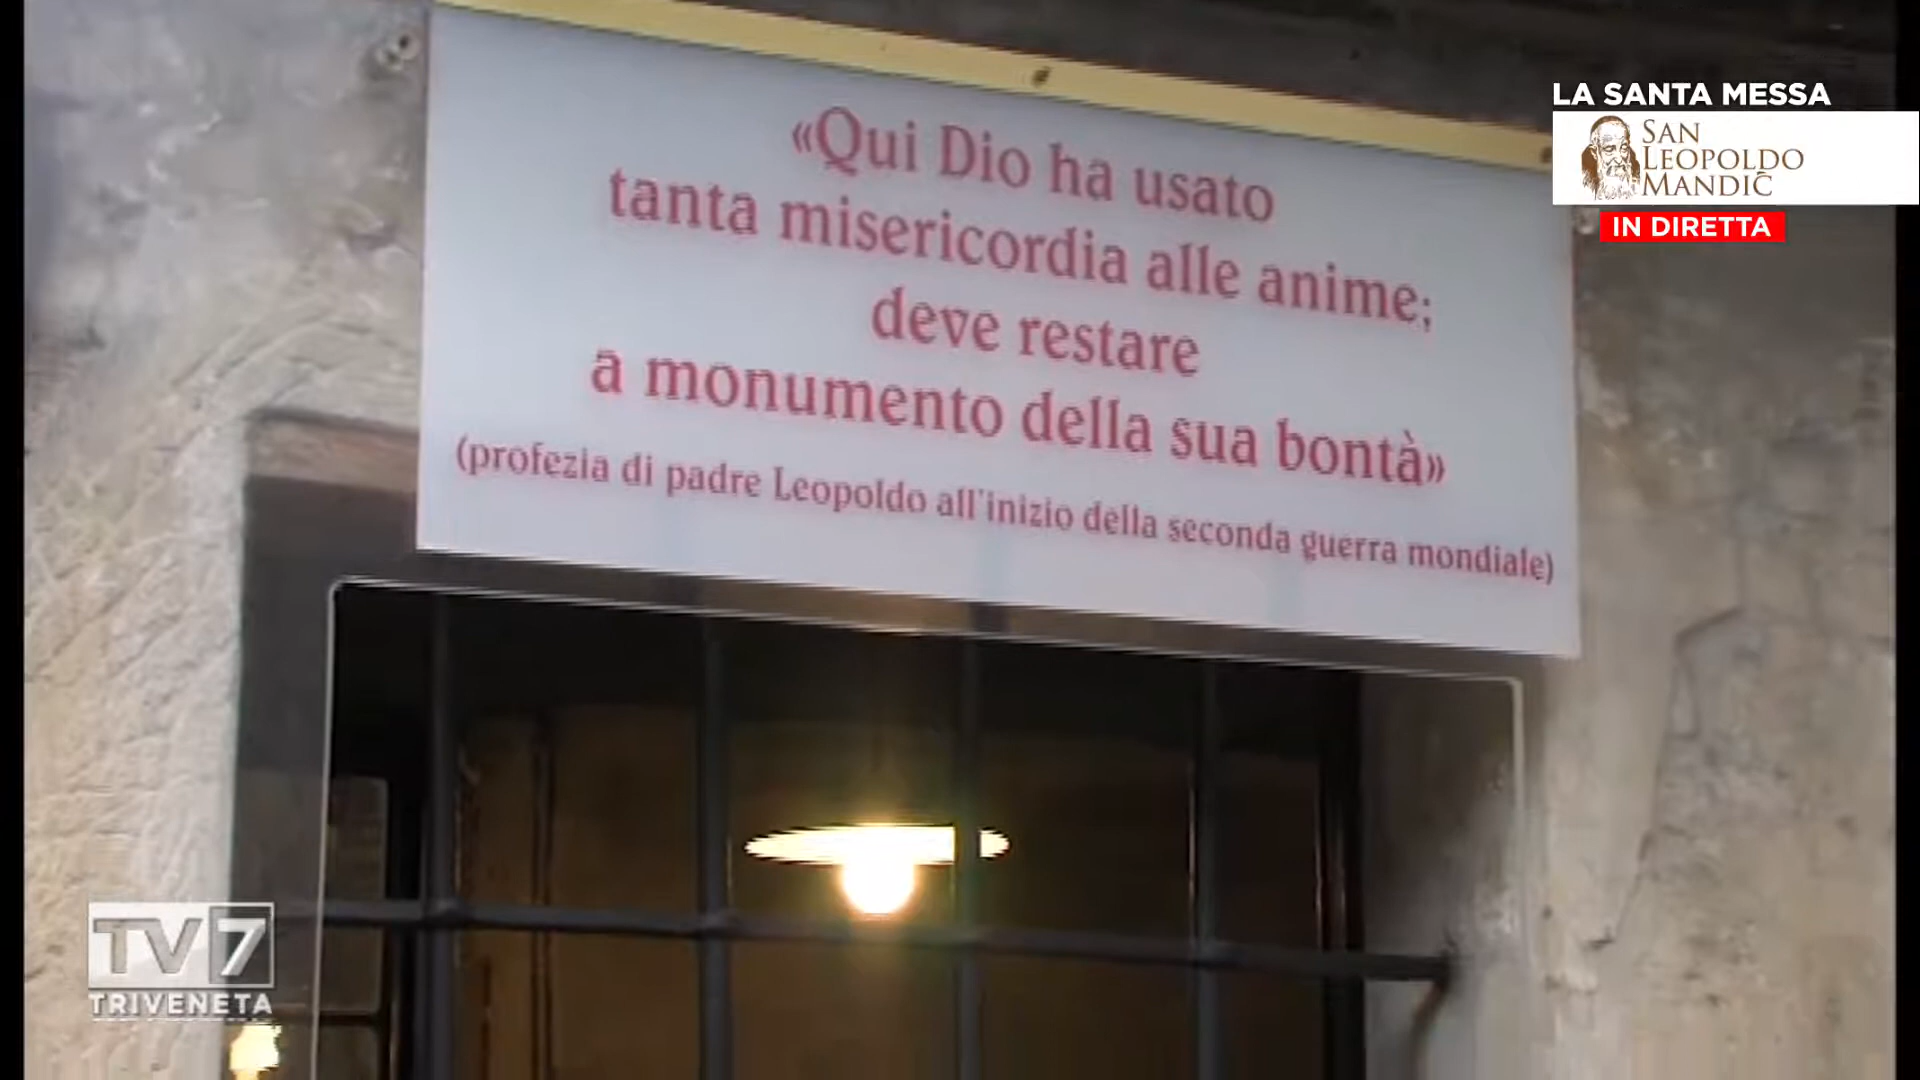 «Qui Dio ha usato
tanta misericordia alle anime;
deve restare
a monumento della sua bontà»
(profezia di padre Leopoldo all'inizio della seconda guerra mondiale)
LA SANTA MESSA
SAN
LEOPOLDO
MANDIĆ
IN DIRETTA
TV7
TRIVENETA